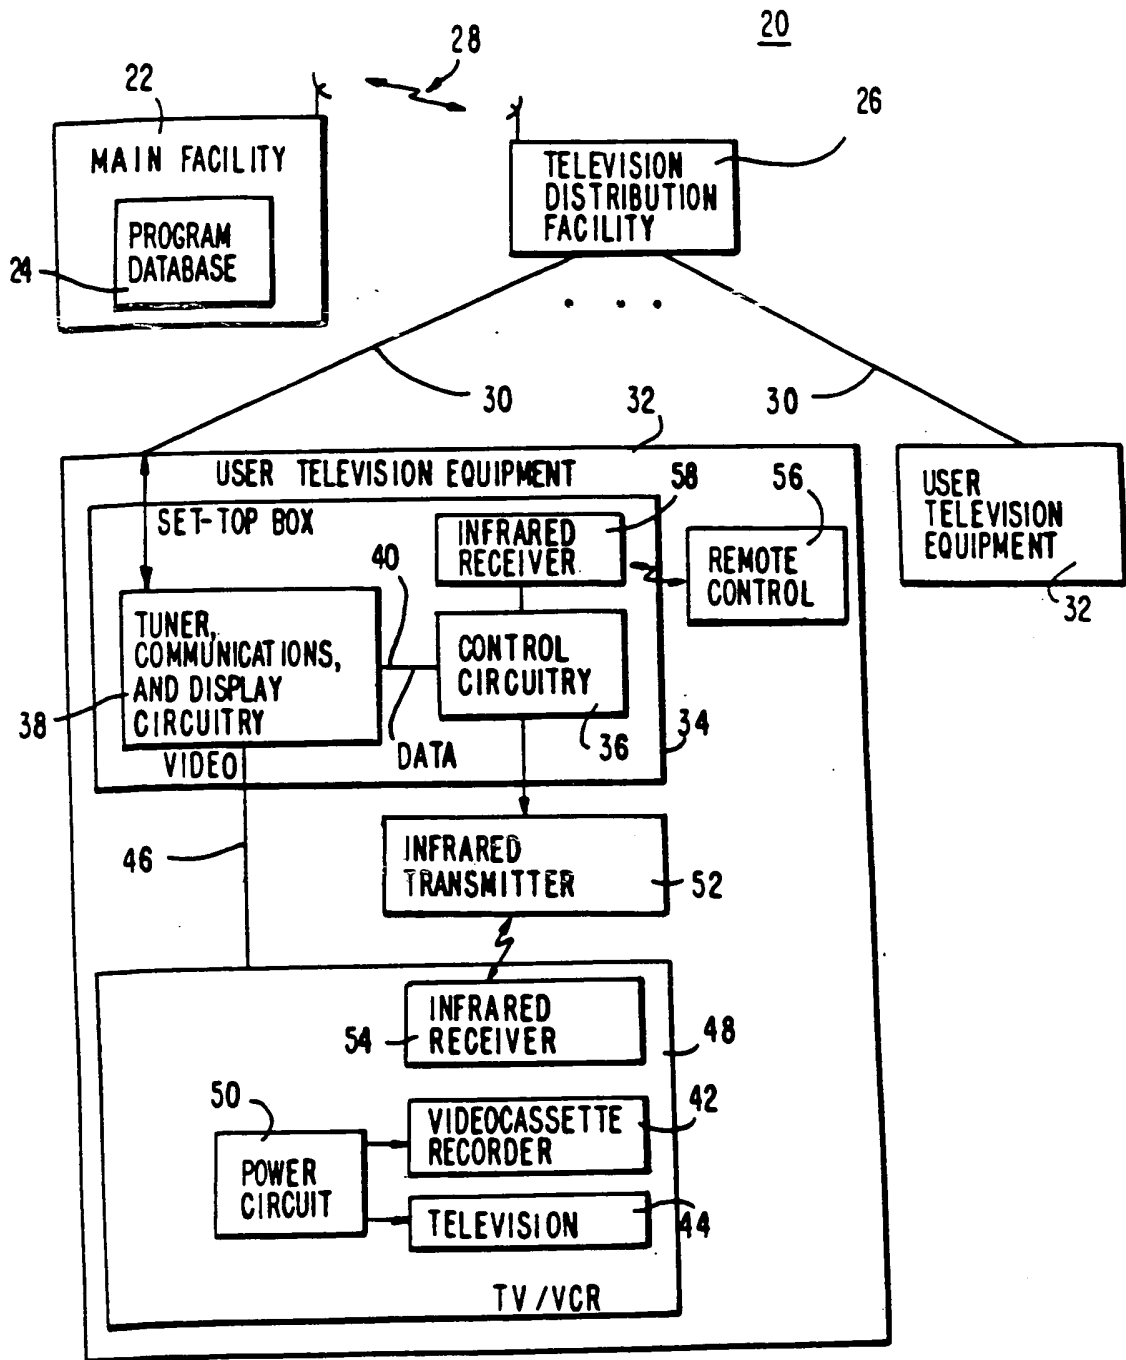 20
28
22
26
MAIN FACILITY
TELEVISION
DISTRIBUTION
FACILITY
PROGRAM
DATABASE
24
30
30
32
USER TELEVISION EQUIPMENT
58
56
SET-TOP BOX
INFRARED
RECEIVER
40
REMOTE
CONTROL
USER
TELEVISION
EQUIPMENT
32
TUNER,
COMMUNICATIONS,
AND DISPLAY
CIRCUITRY
38
CONTROL
CIRCUITRY
36
34
VIDEO
DATA
46
INFRARED
TRANSMITTER
52
INFRARED
RECEIVER
54
48
50
VIDEOCASSETTE
RECORDER
42
POWER
CIRCUIT
TELEVISION
44
TV/VCR